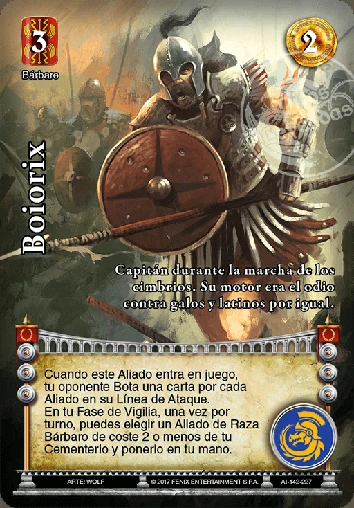 3
2
Bárbaro
Boiorix
Capitán durante la marcha de los
cimbrios. Su motor era el odio
contra galos y latinos por igual.
Cuando este Aliado entra en juego,
tu oponente Bota una carta por cada
Aliado en su Línea de Ataque.
En tu Fase de Vigilia, una vez por
turno, puedes elegir un Aliado de Raza
Bárbaro de coste 2 o menos de tu
Cementerio y ponerlo en tu mano.
ARTE: WOLF
© 2017 FENIX ENTERTAINMENT S.P.A.